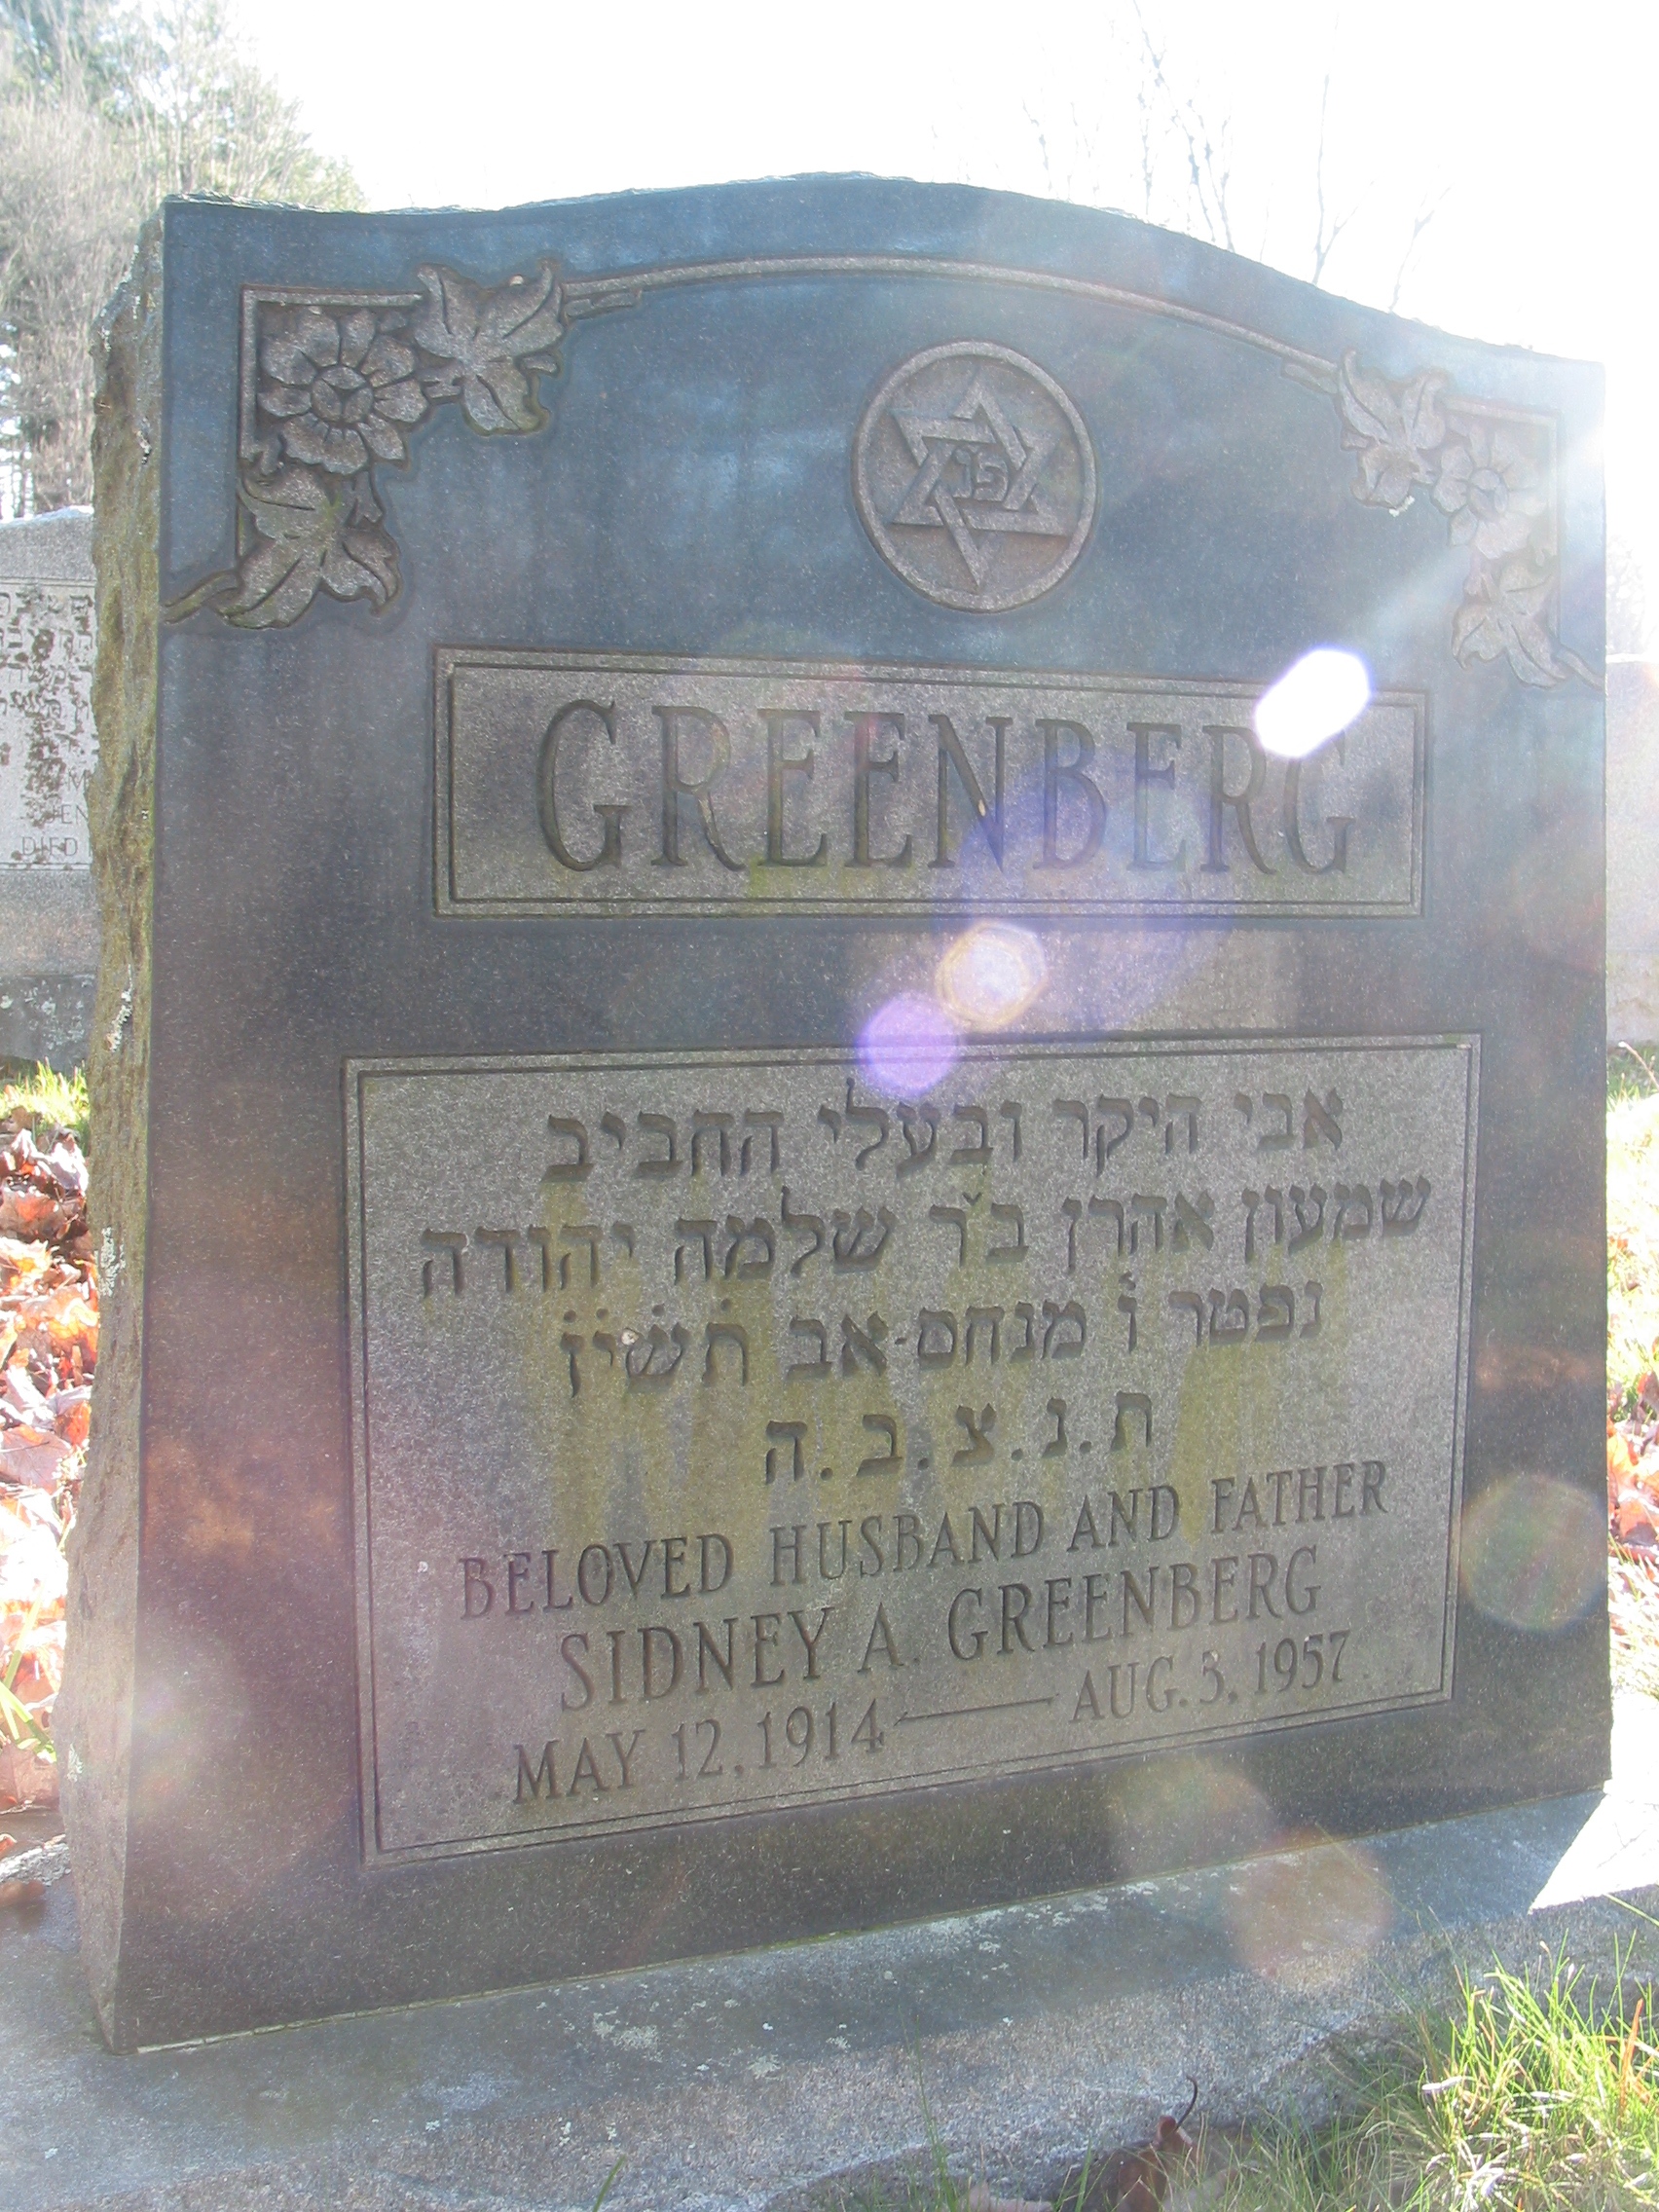 פנ
GREENBERG
אבי היקר ובעלי החביב
שמעון אהרן ב״ר שלמה יהודה
נפטר ו׳ מנחם-אב תשי״ז
ת.נ.צ.ב.ה
BELOVED HUSBAND AND FATHER
SIDNEY A. GREENBERG
MAY 12, 1914 — AUG. 3, 1957
DIED